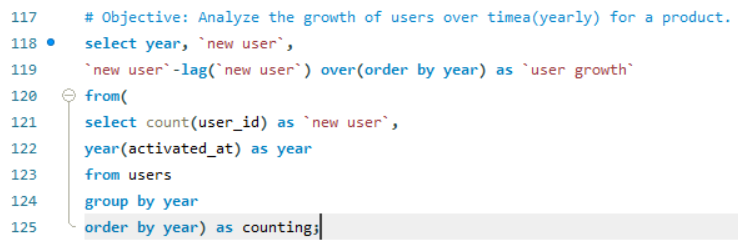 117 # Objective: Analyze the growth of users over timea(yearly) for a product.
118 select year, `new user`,
119 `new user`-lag(`new user`) over(order by year) as `user growth`
120 from(
121 select count(user_id) as `new user`,
122 year(activated_at) as year
123 from users
124 group by year
125 order by year) as counting;